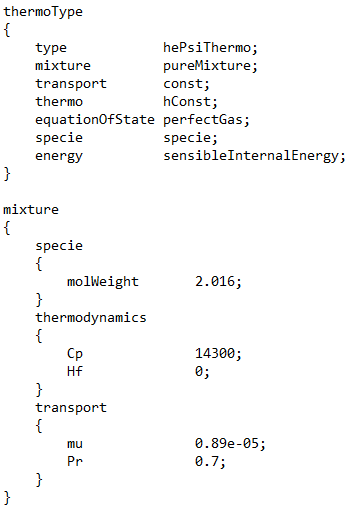 thermoType
{
    type            hePsiThermo;
    mixture         pureMixture;
    transport       const;
    thermo          hConst;
    equationOfState perfectGas;
    specie          specie;
    energy          sensibleInternalEnergy;
}

mixture
{
    specie
    {
        molWeight       2.016;
    }
    thermodynamics
    {
        Cp              14300;
        Hf              0;
    }
    transport
    {
        mu              0.89e-05;
        Pr              0.7;
    }
}